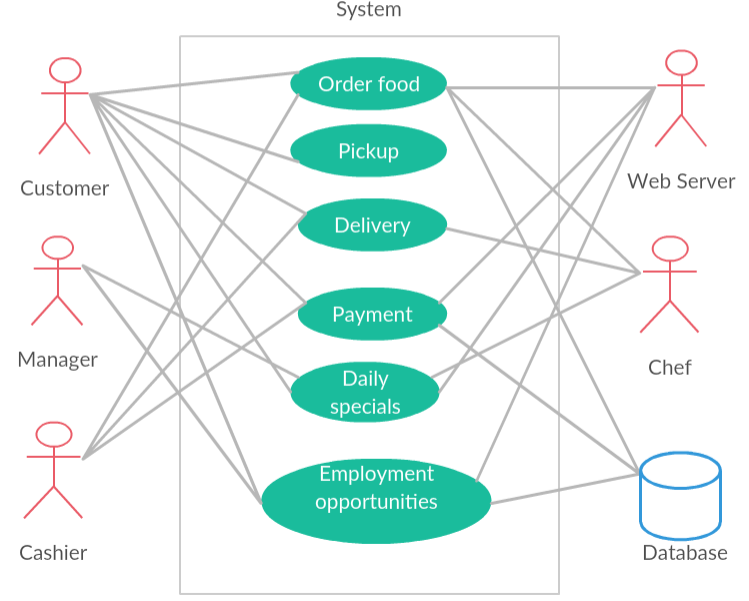 System
Order food
Pickup
Delivery
Payment
Daily
specials
Employment
opportunities
Customer
Manager
Cashier
Web Server
Chef
Database